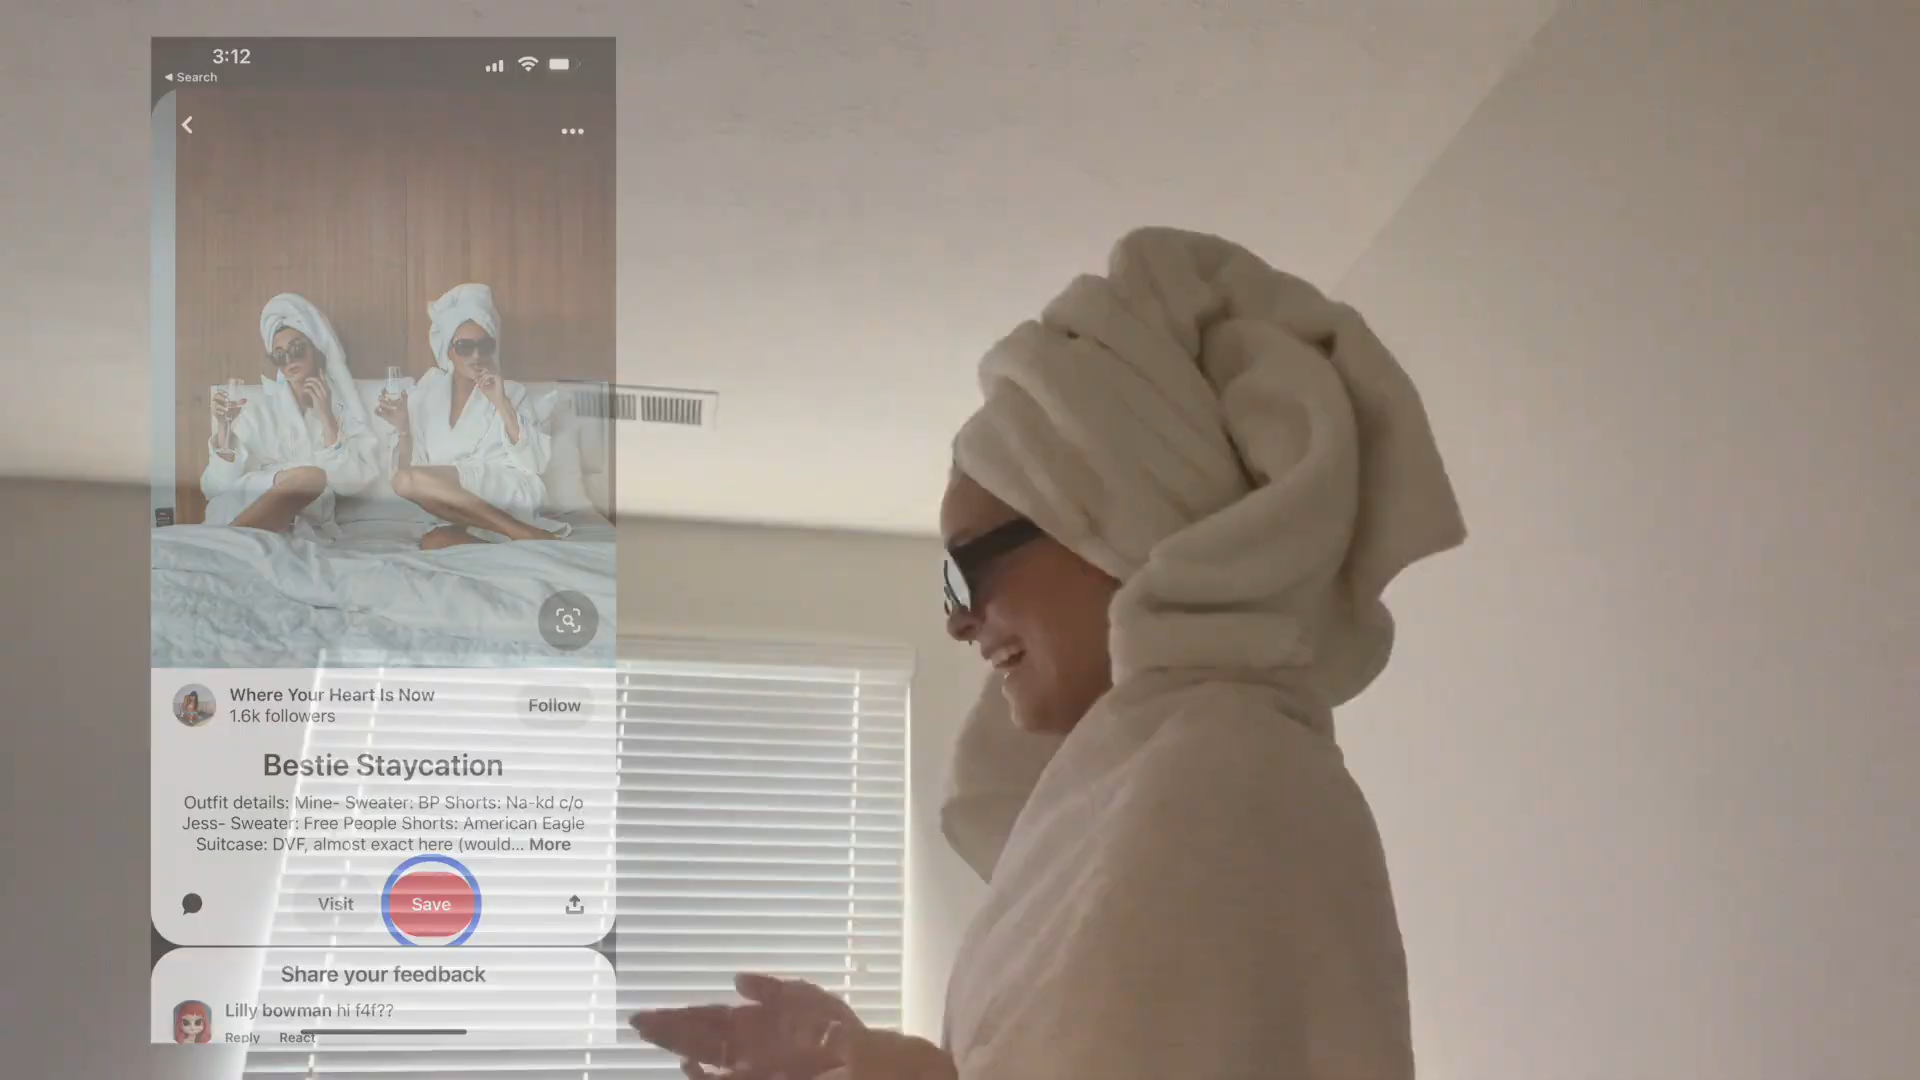 3:12
Search
Where Your Heart Is Now
1.6k followers
Follow
Bestie Staycation
Outfit details: Mine- Sweater: BP Shorts: Na-kd c/o
Jess- Sweater: Free People Shorts: American Eagle
Suitcase: DVF, almost exact here (would... More
Visit
Save
Share your feedback
Lilly bowman hi f4f??
Reply React